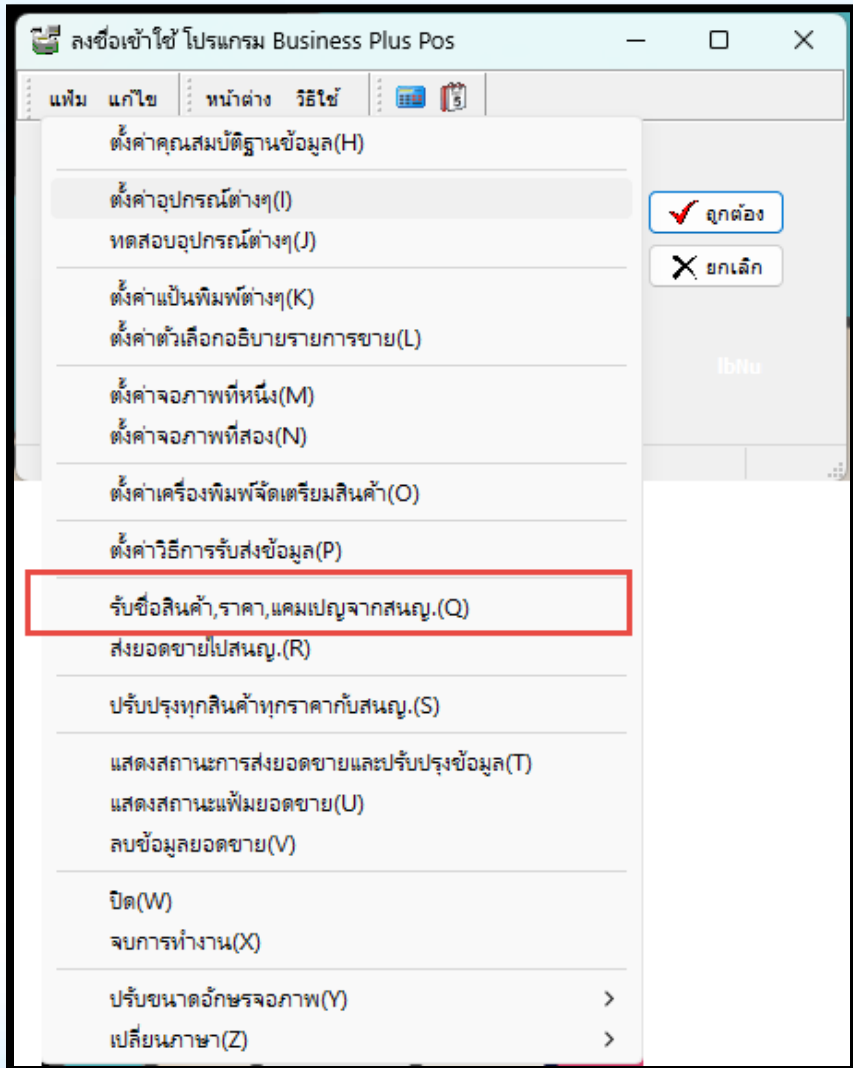 ลงชื่อเข้าใช้ โปรแกรม Business Plus Pos
แฟ้ม แก้ไข หน้าต่าง วิธีใช้
ตั้งค่าคุณสมบัติฐานข้อมูล(H)
ตั้งค่าอุปกรณ์ต่างๆ(I)
ถูกต้อง
ทดสอบอุปกรณ์ต่างๆ(J)
ยกเลิก
ตั้งค่าแป้นพิมพ์ต่างๆ(K)
ตั้งค่าตัวเลือกอธิบายรายการขาย(L)
lbNu
ตั้งค่าจอภาพที่หนึ่ง(M)
ตั้งค่าจอภาพที่สอง(N)
ตั้งค่าเครื่องพิมพ์จัดเตรียมสินค้า(O)
ตั้งค่าวิธีการรับส่งข้อมูล(P)
รับชื่อสินค้า,ราคา,แคมเปญจากสนญ.(Q)
ส่งยอดขายไปสนญ.(R)
ปรับปรุงทุกสินค้าทุกราคากับสนญ.(S)
แสดงสถานะการส่งยอดขายและปรับปรุงข้อมูล(T)
แสดงสถานะแฟ้มยอดขาย(U)
ลบข้อมูลยอดขาย(V)
ปิด(W)
จบการทำงาน(X)
ปรับขนาดอักษรจอภาพ(Y)
เปลี่ยนภาษา(Z)